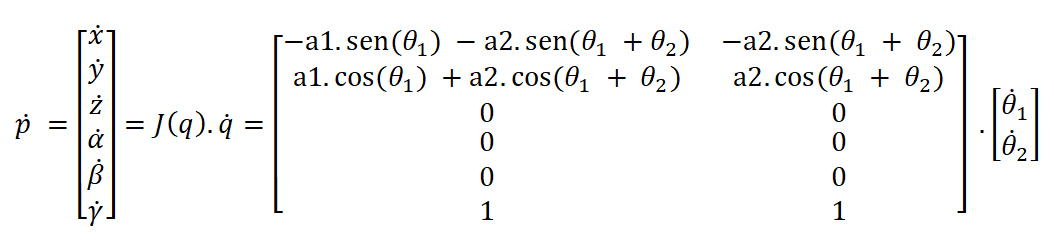 ṗ = [ẋ ẏ ż α̇ β̇ γ̇] = J(q).q̇ = [−a1.sen(θ₁) − a2.sen(θ₁ + θ₂) −a2.sen(θ₁ + θ₂)
a1.cos(θ₁) + a2.cos(θ₁ + θ₂) a2.cos(θ₁ + θ₂)
0 0
0 0
0 0
1 1] . [θ̇₁ θ̇₂]